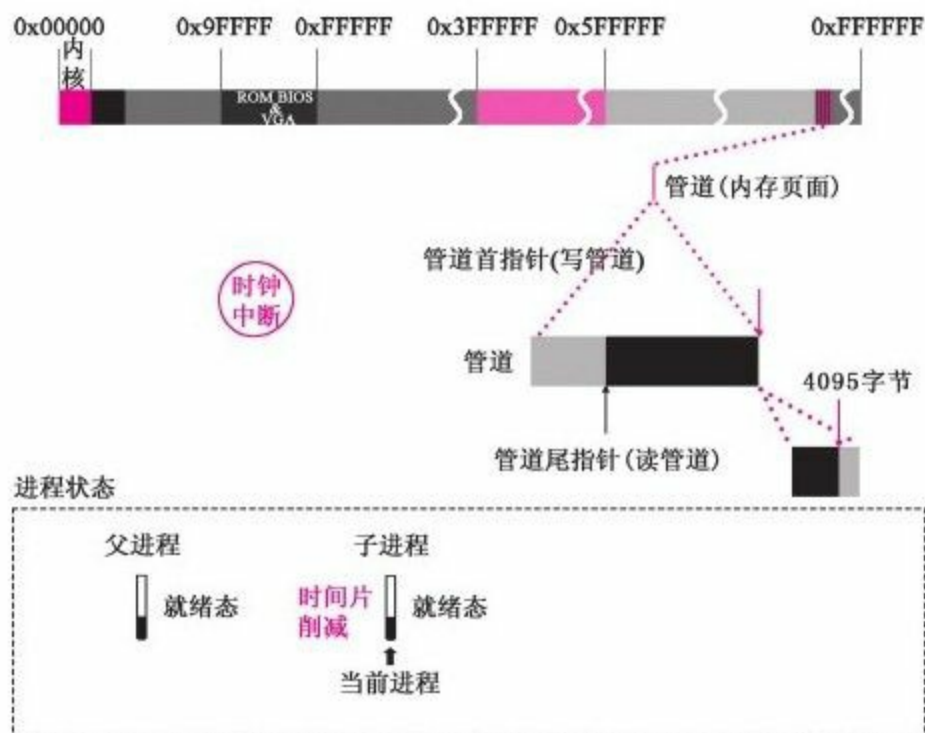 0x00000 0x9FFFF 0xFFFFF 0x3FFFFF 0x5FFFFF 0xFFFFFF
内
核
ROM BIOS
&
VGA
管道(内存页面)
管道首指针(写管道)
时钟
中断
管道
4095字节
管道尾指针(读管道)
进程状态
父进程 子进程
就绪态 时间片 就绪态
削减
当前进程